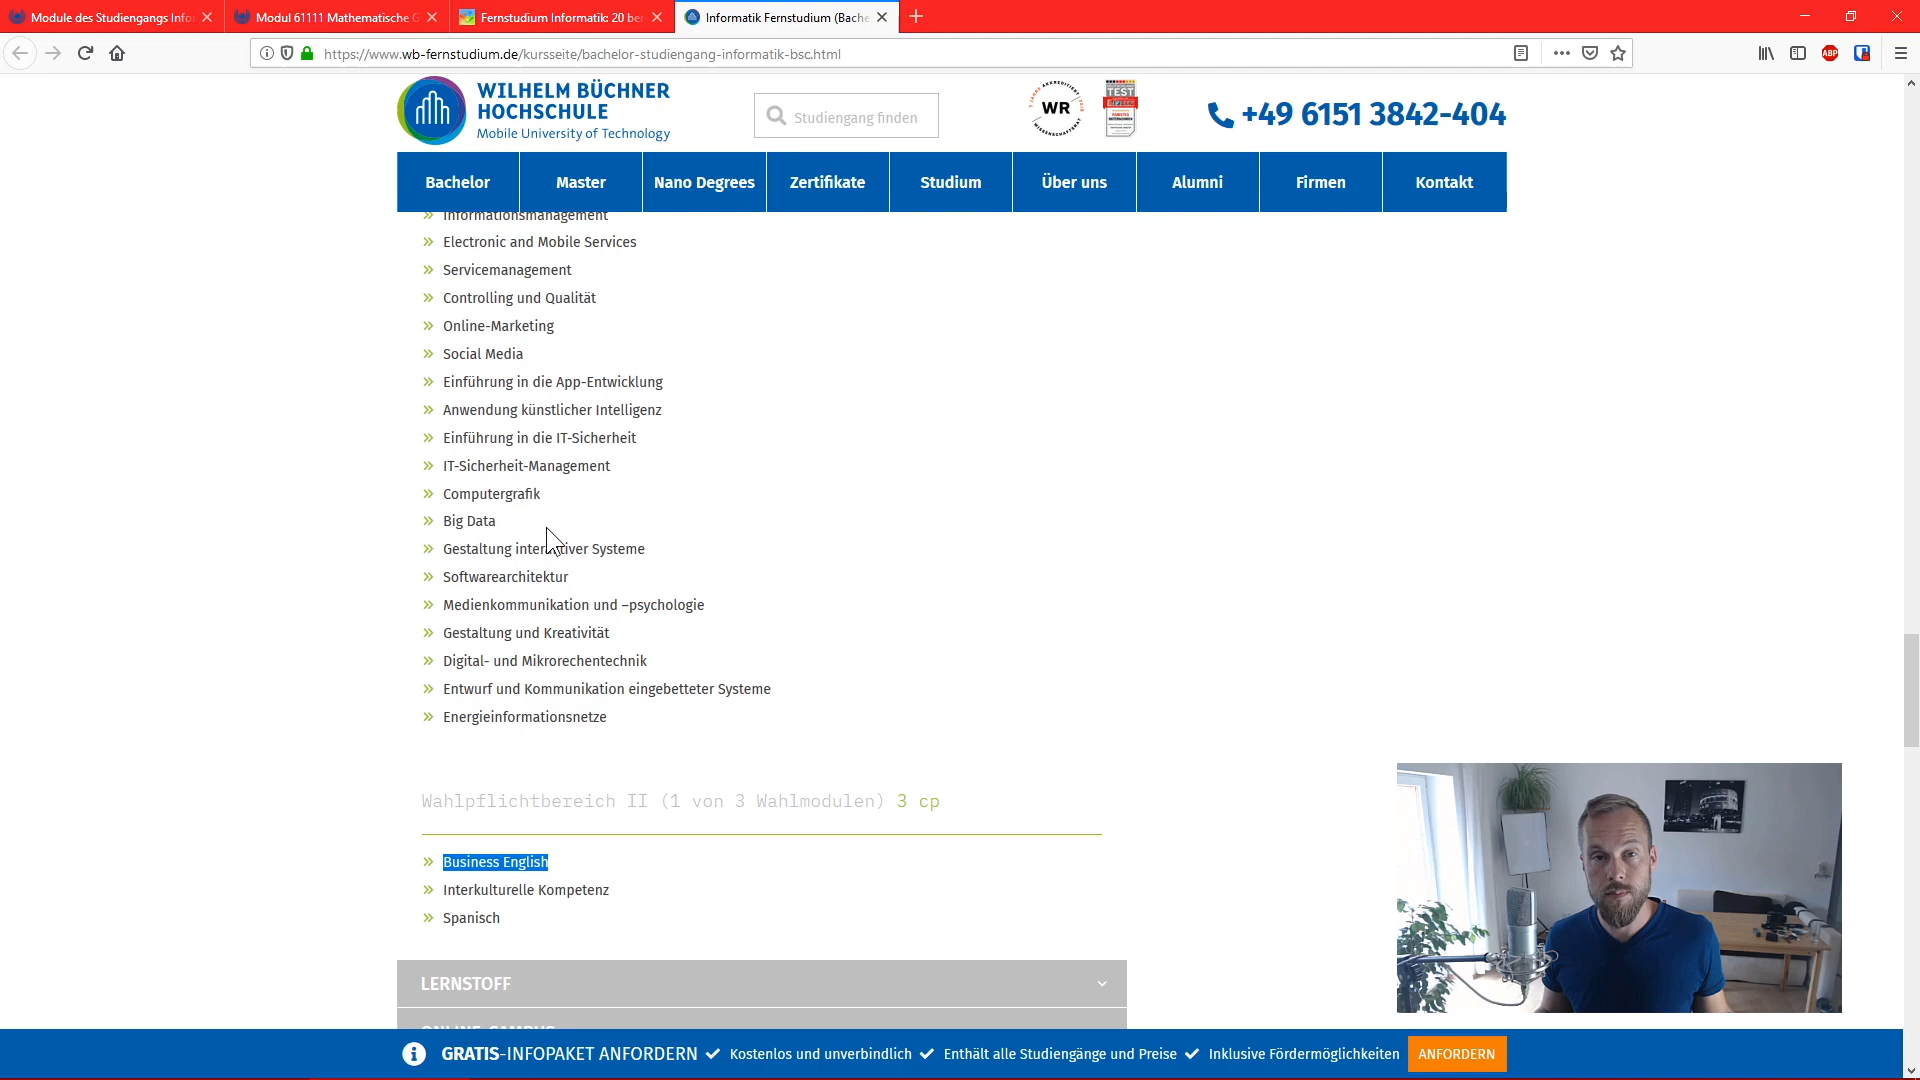 Module des Studiengangs Info
Modul 61111 Mathematische G
Fernstudium Informatik: 20 be
Informatik Fernstudium (Bache
https://www.wb-fernstudium.de/kursseite/bachelor-studiengang-informatik-bsc.html
ABP
WILHELM BÜCHNER
HOCHSCHULE
Mobile University of Technology
Studiengang finden
WR
TEST
+49 6151 3842-404
Bachelor
Master
Nano Degrees
Zertifikate
Studium
Über uns
Alumni
Firmen
Kontakt
Informationsmanagement
Electronic and Mobile Services
Servicemanagement
Controlling und Qualität
Online-Marketing
Social Media
Einführung in die App-Entwicklung
Anwendung künstlicher Intelligenz
Einführung in die IT-Sicherheit
IT-Sicherheit-Management
Computergrafik
Big Data
Gestaltung interaktiver Systeme
Softwarearchitektur
Medienkommunikation und –psychologie
Gestaltung und Kreativität
Digital- und Mikrorechentechnik
Entwurf und Kommunikation eingebetteter Systeme
Energieinformationsnetze
Wahlpflichtbereich II (1 von 3 Wahlmodulen) 3 cp
Business English
Interkulturelle Kompetenz
Spanisch
LERNSTOFF
ONLINE-CAMPUS
GRATIS-INFOPAKET ANFORDERN
Kostenlos und unverbindlich
Enthält alle Studiengänge und Preise
Inklusive Fördermöglichkeiten
ANFORDERN